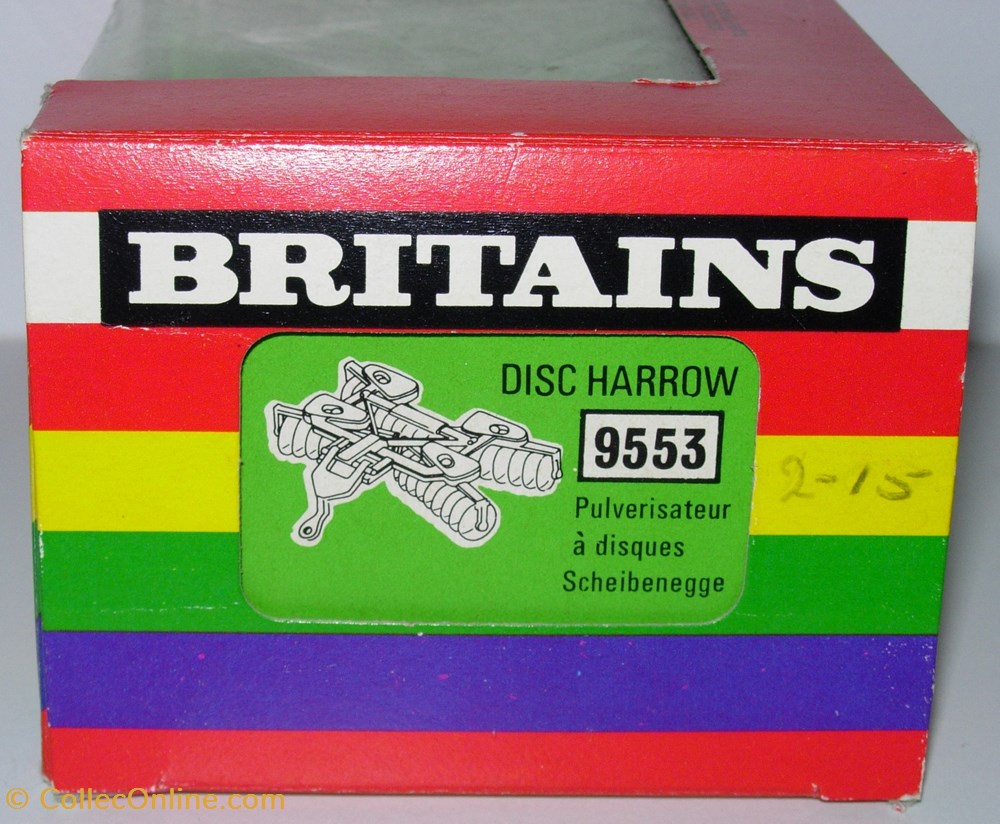 BRITAINS
DISC HARROW
9553
2-15
Pulverisateur
à disques
Scheibenegge
© CollecOnline.com